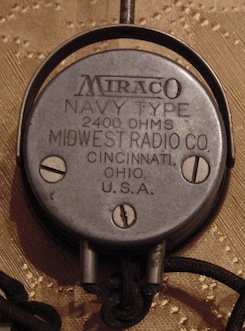 MIRACO
NAVY TYPE
2400 OHMS
MIDWEST RADIO CO.
CINCINNATI,
OHIO.
U.S.A.